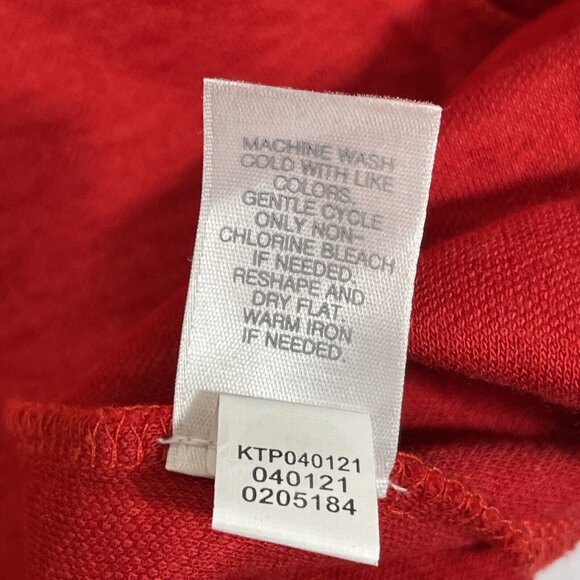 MACHINE WASH
COLD WITH LIKE
COLORS.
GENTLE CYCLE
ONLY NON-
CHLORINE BLEACH
IF NEEDED.
RESHAPE AND
DRY FLAT.
WARM IRON
IF NEEDED.
KTP040121
040121
0205184